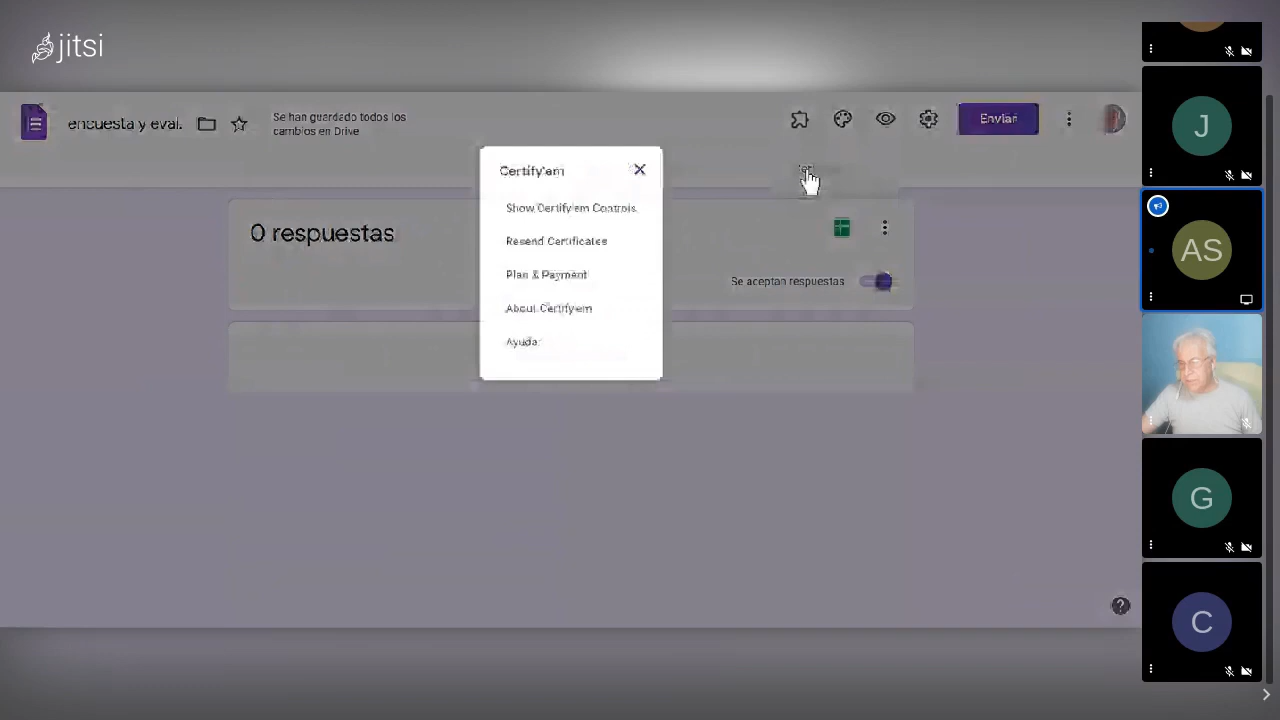 jitsi
encuesta y eval.
Se han guardado todos los
cambios en Drive
Enviar
Certify'em
Show Certify'em Controls
Resend Certificates
Plan & Payment
About Certify'em
Ayuda
0 respuestas
Se aceptan respuestas
J
AS
G
C